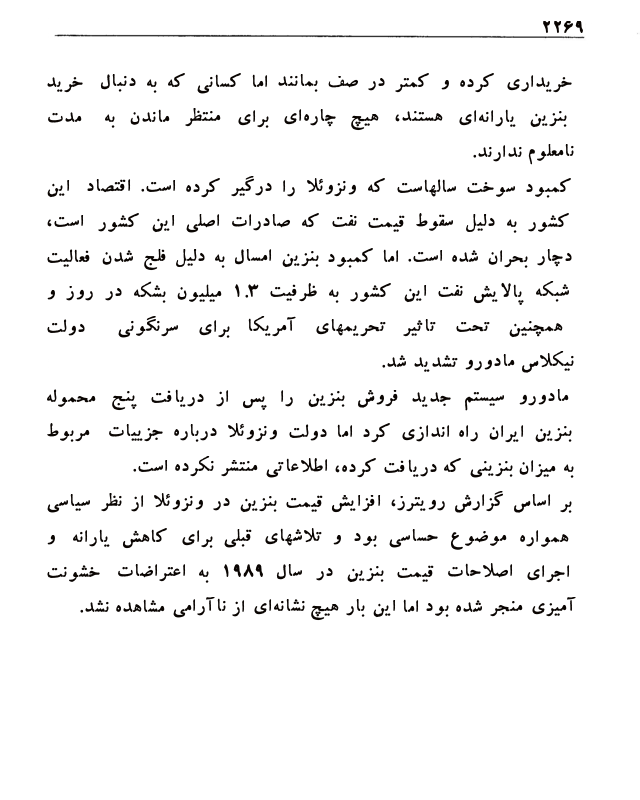 ۲۲۶۹
خریداری کرده و کمتر در صف بمانند اما کسانی که به دنبال خرید
بنزین یارانه‌ای هستند، هیچ چاره‌ای برای منتظر ماندن به مدت
نامعلوم ندارند.
کمبود سوخت سالهاست که ونزوئلا را درگیر کرده است. اقتصاد این
کشور به دلیل سقوط قیمت نفت که صادرات اصلی این کشور است،
دچار بحران شده است. اما کمبود بنزین امسال به دلیل فلج شدن فعالیت
شبکه پالایش نفت این کشور به ظرفیت ۱.۳ میلیون بشکه در روز و
همچنین تحت تاثیر تحریمهای آمریکا برای سرنگونی دولت
نیکلاس مادورو تشدید شد.
مادورو سیستم جدید فروش بنزین را پس از دریافت پنج محموله
بنزین ایران راه اندازی کرد اما دولت ونزوئلا درباره جزییات مربوط
به میزان بنزینی که دریافت کرده، اطلاعاتی منتشر نکرده است.
بر اساس گزارش رویترز، افزایش قیمت بنزین در ونزوئلا از نظر سیاسی
همواره موضوع حساسی بود و تلاشهای قبلی برای کاهش یارانه و
اجرای اصلاحات قیمت بنزین در سال ۱۹۸۹ به اعتراضات خشونت
آمیزی منجر شده بود اما این بار هیچ نشانه‌ای از ناآرامی مشاهده نشد.